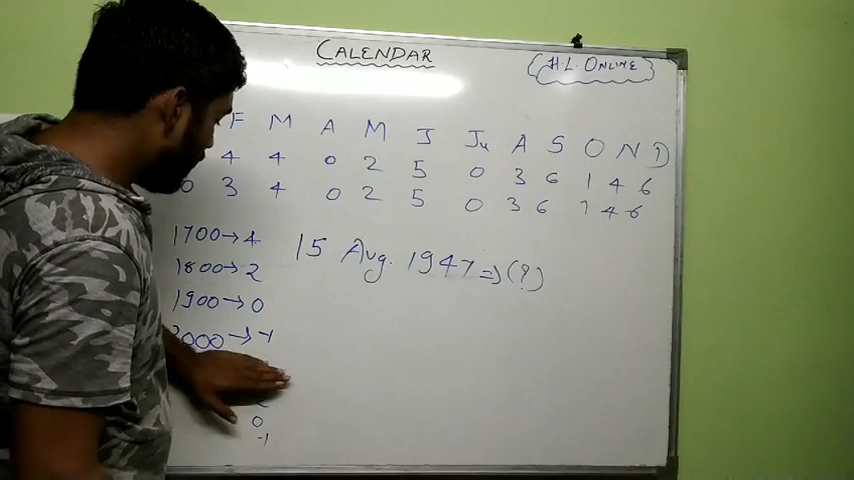 CALENDAR
H.L. ONLINE
F M A M J Ju A S O N D
4 4 0 2 5 0 3 6 1 4 6
0 3 4 0 2 5 0 3 6 1 4 6
1700→4
1800→2
1900→0
2000→-1
15 Aug. 1947⇒(?)
0
-1